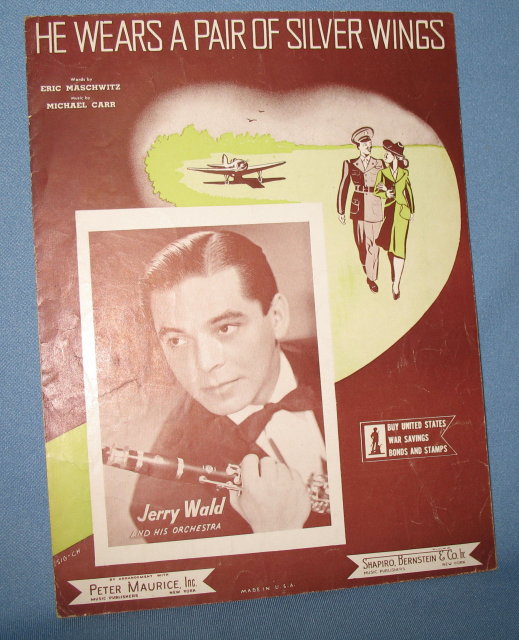 HE WEARS A PAIR OF SILVER WINGS
Words by
ERIC MASCHWITZ
Music by
MICHAEL CARR
BUY UNITED STATES
WAR SAVINGS
BONDS AND STAMPS
Jerry Wald
AND HIS ORCHESTRA
SIG-CH
BY ARRANGEMENT WITH
PETER MAURICE, Inc.
MUSIC PUBLISHERS NEW YORK
MADE IN U.S.A.
SHAPIRO, BERNSTEIN & Co. Inc.
MUSIC PUBLISHERS NEW YORK